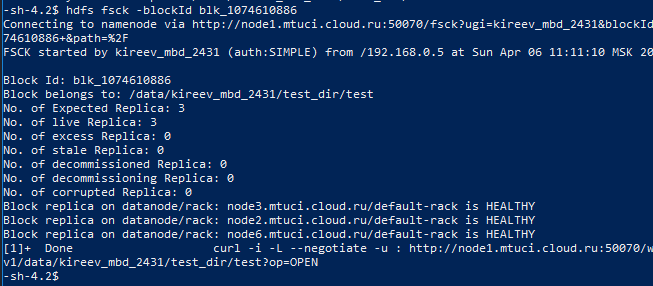 -sh-4.2$ hdfs fsck -blockId blk_1074610886
Connecting to namenode via http://node1.mtuci.cloud.ru:50070/fsck?ugi=kireev_mbd_2431&blockId
74610886+&path=%2F
FSCK started by kireev_mbd_2431 (auth:SIMPLE) from /192.168.0.5 at Sun Apr 06 11:11:10 MSK 20
Block Id: blk_1074610886
Block belongs to: /data/kireev_mbd_2431/test_dir/test
No. of Expected Replica: 3
No. of live Replica: 3
No. of excess Replica: 0
No. of stale Replica: 0
No. of decommissioned Replica: 0
No. of decommissioning Replica: 0
No. of corrupted Replica: 0
Block replica on datanode/rack: node3.mtuci.cloud.ru/default-rack is HEALTHY
Block replica on datanode/rack: node2.mtuci.cloud.ru/default-rack is HEALTHY
Block replica on datanode/rack: node6.mtuci.cloud.ru/default-rack is HEALTHY
[1]+  Done                    curl -i -L --negotiate -u : http://node1.mtuci.cloud.ru:50070/w
v1/data/kireev_mbd_2431/test_dir/test?op=OPEN
-sh-4.2$